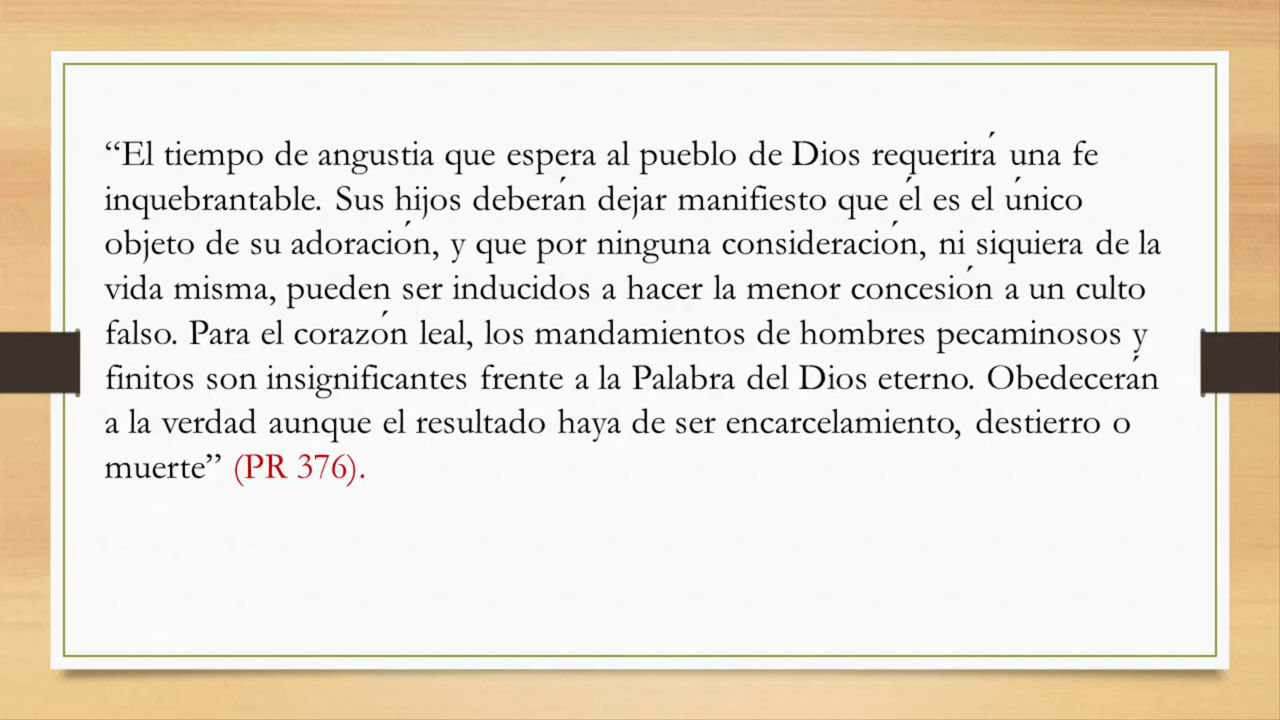 “El tiempo de angustia que espera al pueblo de Dios requerirá una fe
inquebrantable. Sus hijos deberán dejar manifiesto que él es el único
objeto de su adoración, y que por ninguna consideración, ni siquiera de la
vida misma, pueden ser inducidos a hacer la menor concesión a un culto
falso. Para el corazón leal, los mandamientos de hombres pecaminosos y
finitos son insignificantes frente a la Palabra del Dios eterno. Obedecerán
a la verdad aunque el resultado haya de ser encarcelamiento, destierro o
muerte” (PR 376).